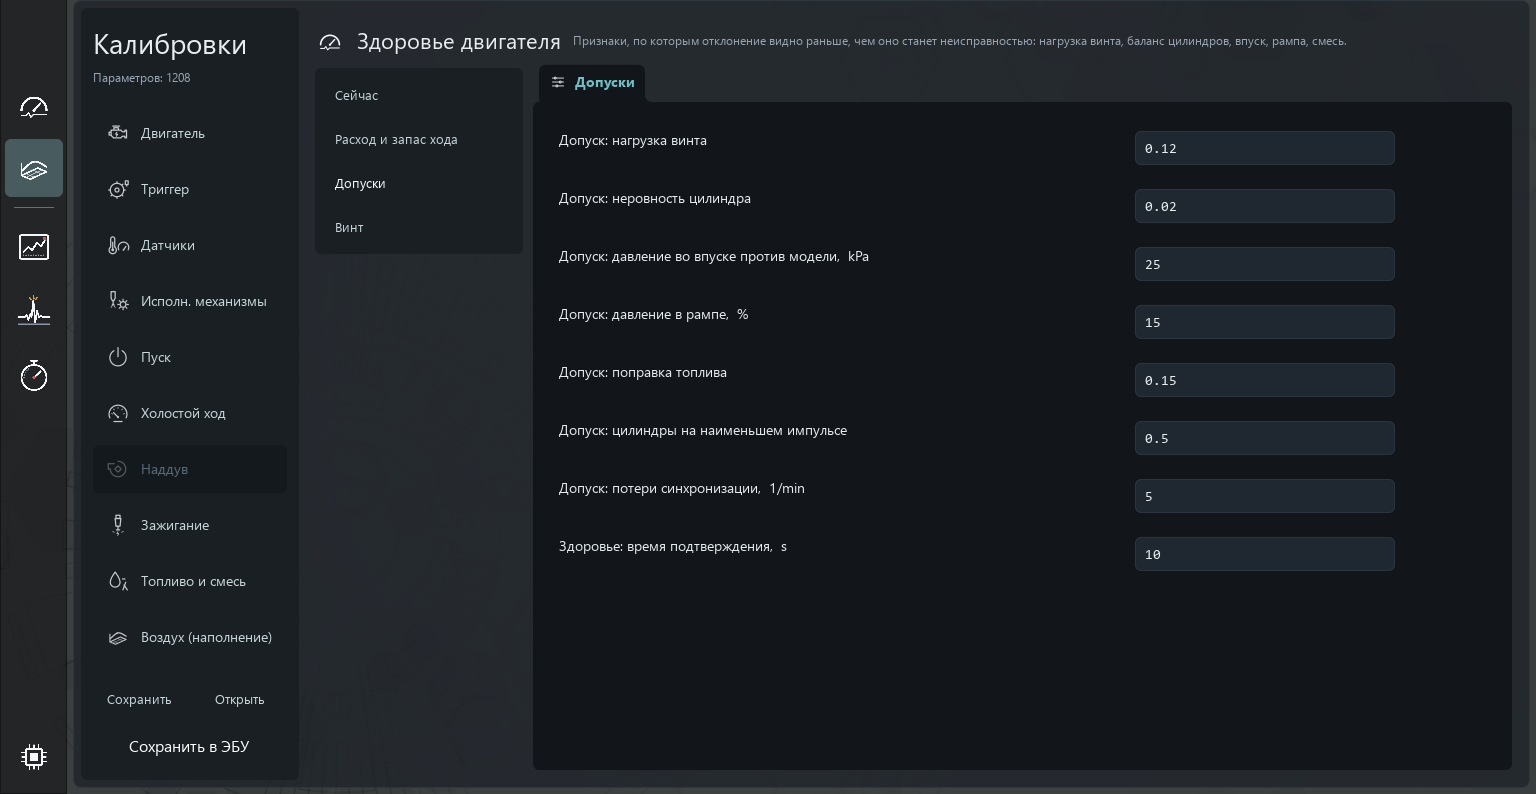 Калибровки
Параметров: 1208
Двигатель
Триггер
Датчики
Исполн. механизмы
Пуск
Холостой ход
Наддув
Зажигание
Топливо и смесь
Воздух (наполнение)
Сохранить
Открыть
Сохранить в ЭБУ
Здоровье двигателя
Признаки, по которым отклонение видно раньше, чем оно станет неисправностью: нагрузка винта, баланс цилиндров, впуск, рампа, смесь.
Сейчас
Расход и запас хода
Допуски
Винт
Допуски
Допуск: нагрузка винта
0.12
Допуск: неровность цилиндра
0.02
Допуск: давление во впуске против модели, kPa
25
Допуск: давление в рампе, %
15
Допуск: поправка топлива
0.15
Допуск: цилиндры на наименьшем импульсе
0.5
Допуск: потери синхронизации, 1/min
5
Здоровье: время подтверждения, s
10